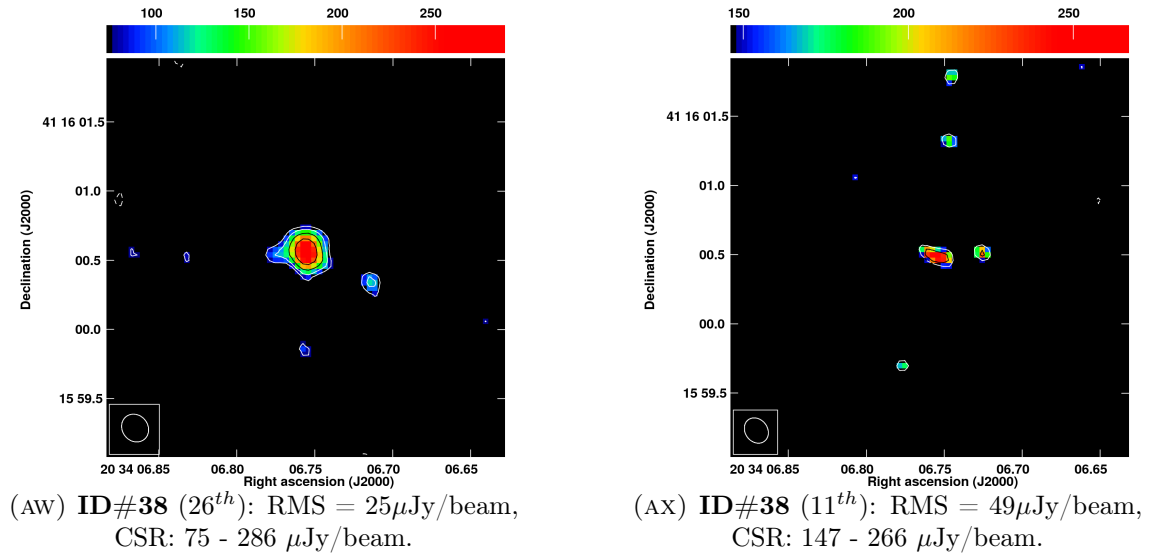 100 150 200 250
41 16 01.5
01.0
00.5
00.0
15 59.5
Declination (J2000)
20 34 06.85 06.80 06.75 06.70 06.65
Right ascension (J2000)
(AW) ID#38 (26th): RMS = 25μJy/beam,
CSR: 75 - 286 μJy/beam.
150 200 250
41 16 01.5
01.0
00.5
00.0
15 59.5
Declination (J2000)
20 34 06.85 06.80 06.75 06.70 06.65
Right ascension (J2000)
(AX) ID#38 (11th): RMS = 49μJy/beam,
CSR: 147 - 266 μJy/beam.